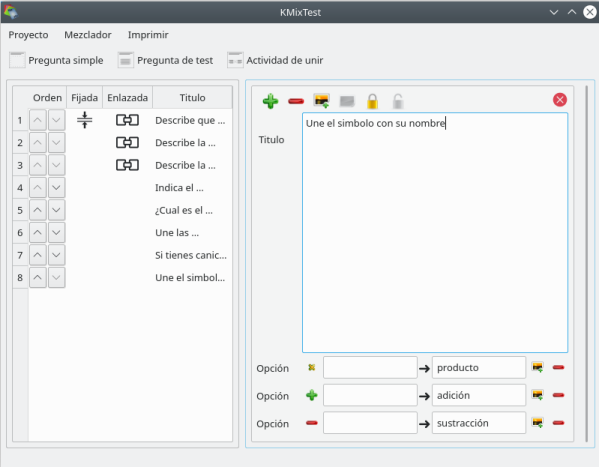 KMixTest
Proyecto Mezclador Imprimir
Pregunta simple Pregunta de test Actividad de unir
Orden Fijada Enlazada Titulo
1 Describe que ...
2 Describe la ...
3 Describe la ...
4 Indica el ...
5 ¿Cual es el ...
6 Une las ...
7 Si tienes canic...
8 Une el simbol...
Titulo
Une el simbolo con su nombre
Opción producto
Opción adición
Opción sustracción